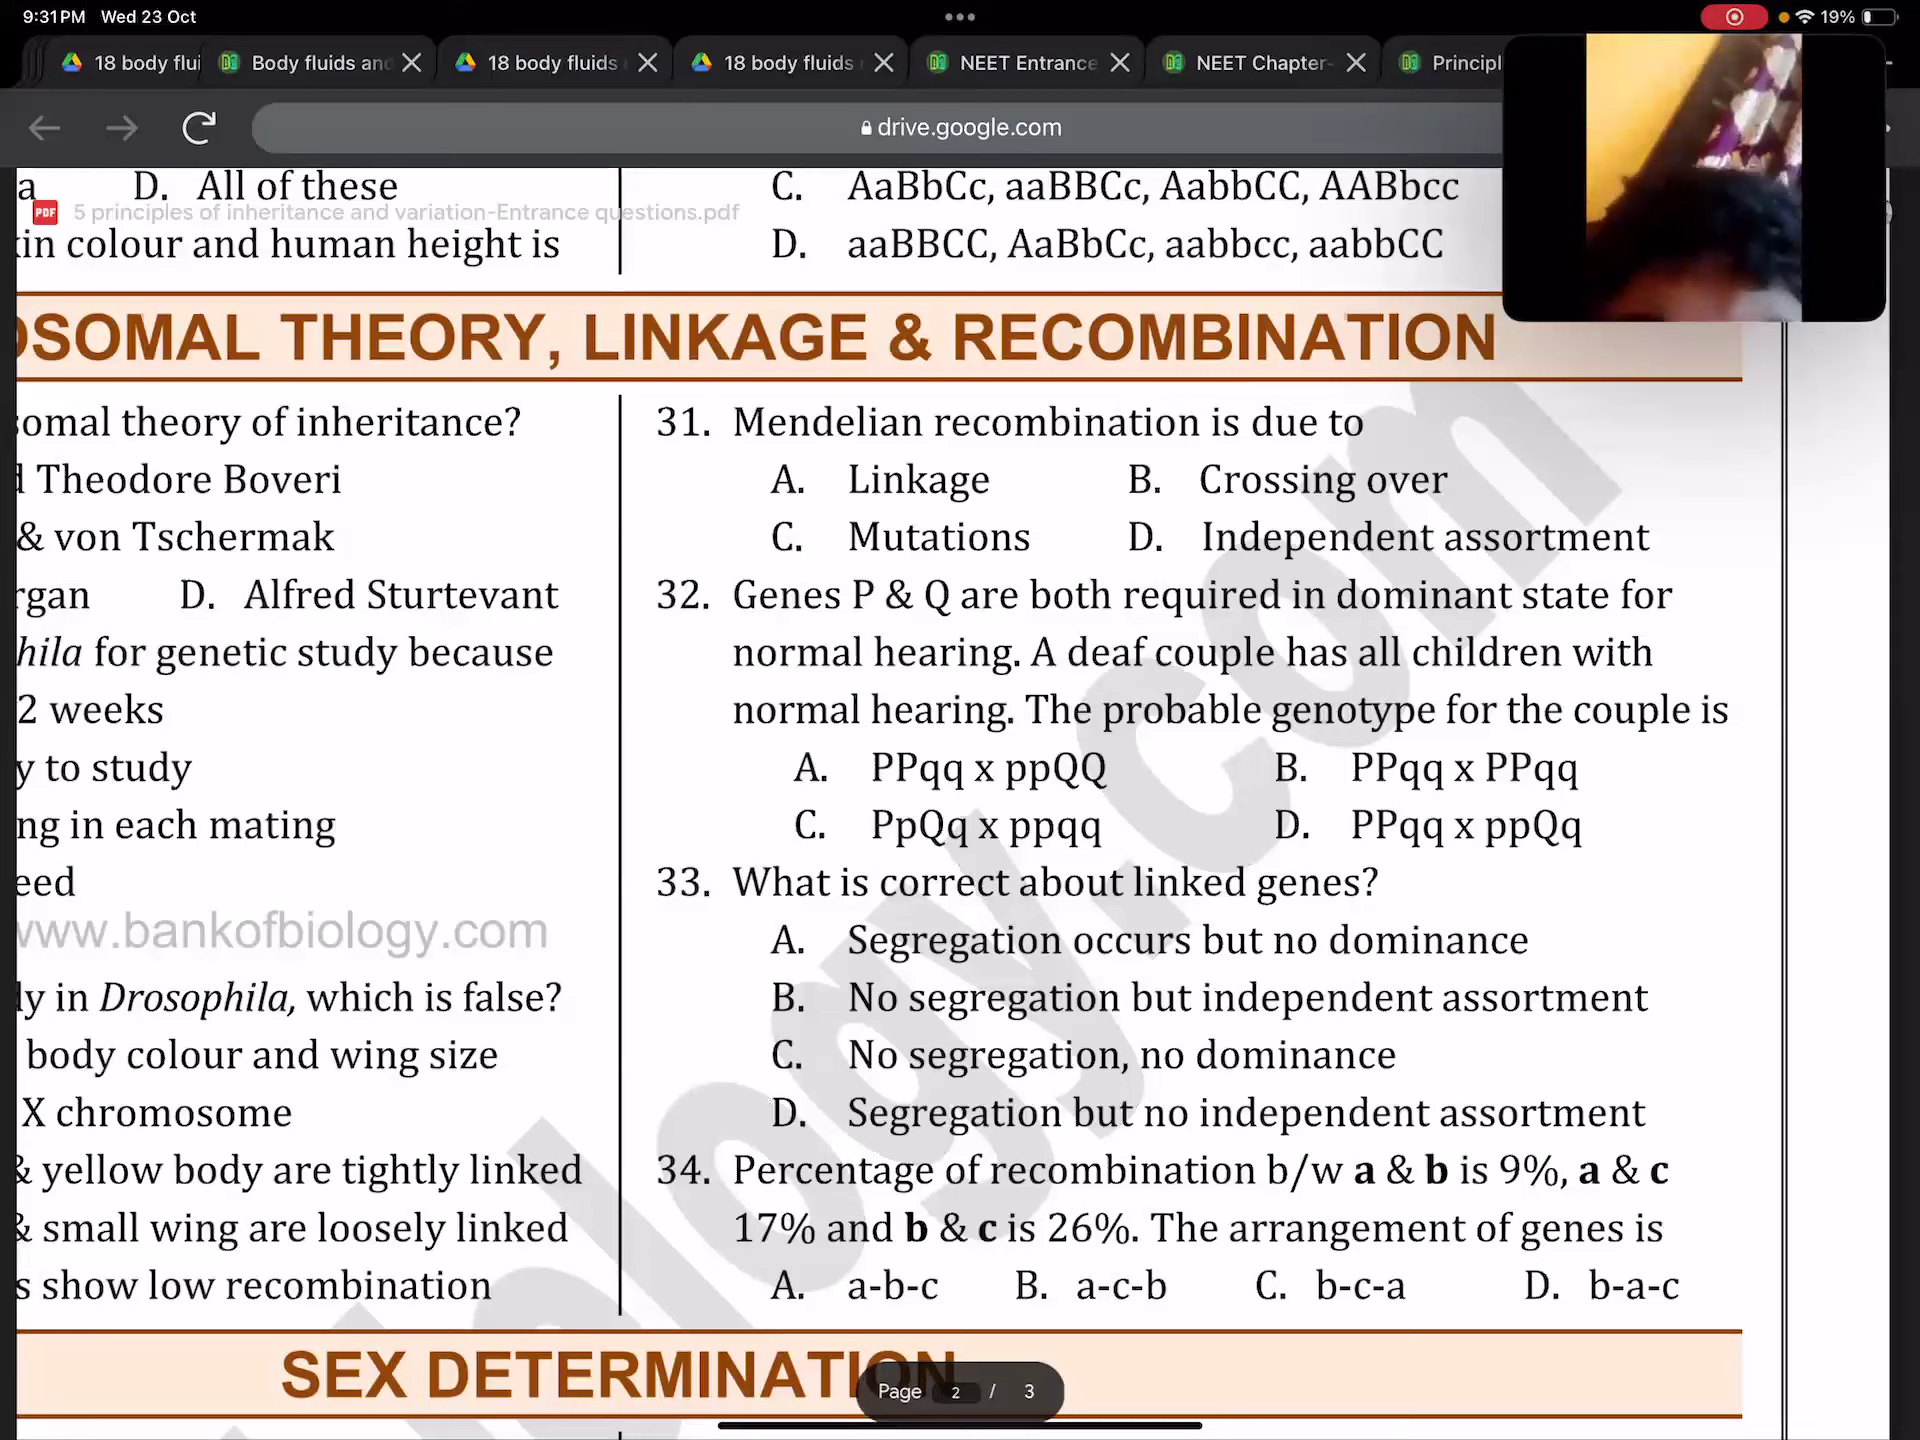 9:31PM Wed 23 Oct
19%
18 body flui
Body fluids and
18 body fluids
18 body fluids
NEET Entrance
NEET Chapter-
Principl
drive.google.com
a D. All of these
PDF 5 principles of inheritance and variation-Entrance questions.pdf
kin colour and human height is
C. AaBbCc, aaBBCc, AabbCC, AABbcc
D. aaBBCC, AaBbCc, aabbcc, aabbCC
OSOMAL THEORY, LINKAGE & RECOMBINATION
somal theory of inheritance?
d Theodore Boveri
& von Tschermak
rgan D. Alfred Sturtevant
hila for genetic study because
2 weeks
y to study
ng in each mating
eed
www.bankofbiology.com
ly in Drosophila, which is false?
body colour and wing size
X chromosome
& yellow body are tightly linked
& small wing are loosely linked
s show low recombination
31. Mendelian recombination is due to
A. Linkage B. Crossing over
C. Mutations D. Independent assortment
32. Genes P & Q are both required in dominant state for
normal hearing. A deaf couple has all children with
normal hearing. The probable genotype for the couple is
A. PPqq x ppQQ B. PPqq x PPqq
C. PpQq x ppqq D. PPqq x ppQq
33. What is correct about linked genes?
A. Segregation occurs but no dominance
B. No segregation but independent assortment
C. No segregation, no dominance
D. Segregation but no independent assortment
34. Percentage of recombination b/w a & b is 9%, a & c
17% and b & c is 26%. The arrangement of genes is
A. a-b-c B. a-c-b C. b-c-a D. b-a-c
SEX DETERMINATION
Page 2 / 3
ology.com